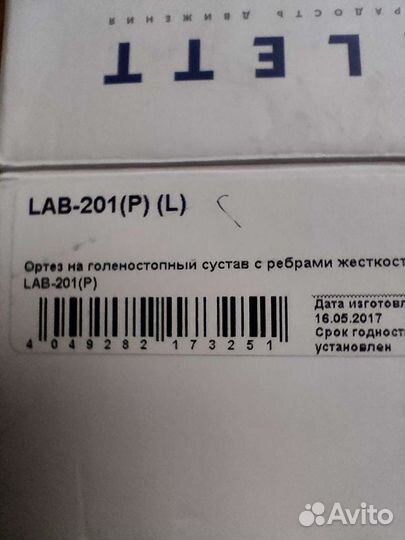 РАДОСТЬ ДВИЖЕНИЯ
LETT
LAB-201(P) (L)
Ортез на голеностопный сустав с ребрами жесткост
LAB-201(P)
Дата изготовл
16.05.2017
Срок годност
установлен
4 049282 173251
Avito